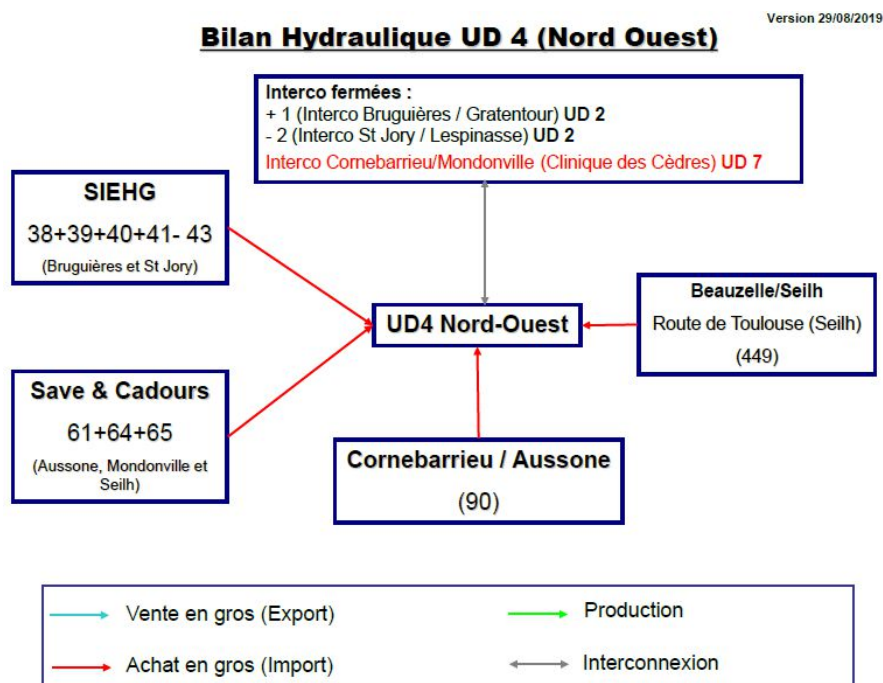 Version 29/08/2019
Bilan Hydraulique UD 4 (Nord Ouest)
Interco fermées :
+ 1 (Interco Bruguières / Gratentour) UD 2
- 2 (Interco St Jory / Lespinasse) UD 2
Interco Cornebarrieu/Mondonville (Clinique des Cèdres) UD 7
SIEHG
38+39+40+41- 43
(Bruguières et St Jory)
UD4 Nord-Ouest
Beauzelle/Seilh
Route de Toulouse (Seilh)
(449)
Save & Cadours
61+64+65
(Aussone, Mondonville et
Seilh)
Cornebarrieu / Aussone
(90)
Vente en gros (Export)
Production
Achat en gros (Import)
Interconnexion